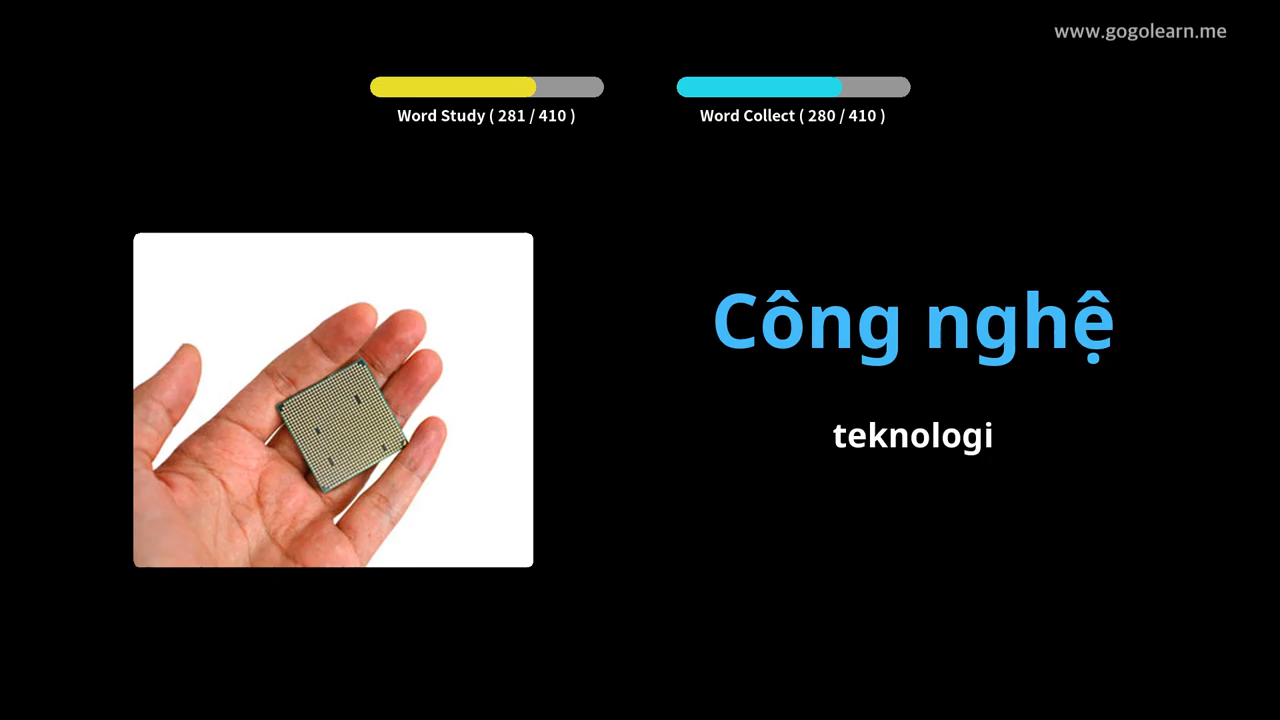 www.gogolearn.me
Word Study ( 281 / 410 )
Word Collect ( 280 / 410 )
Công nghệ
teknologi